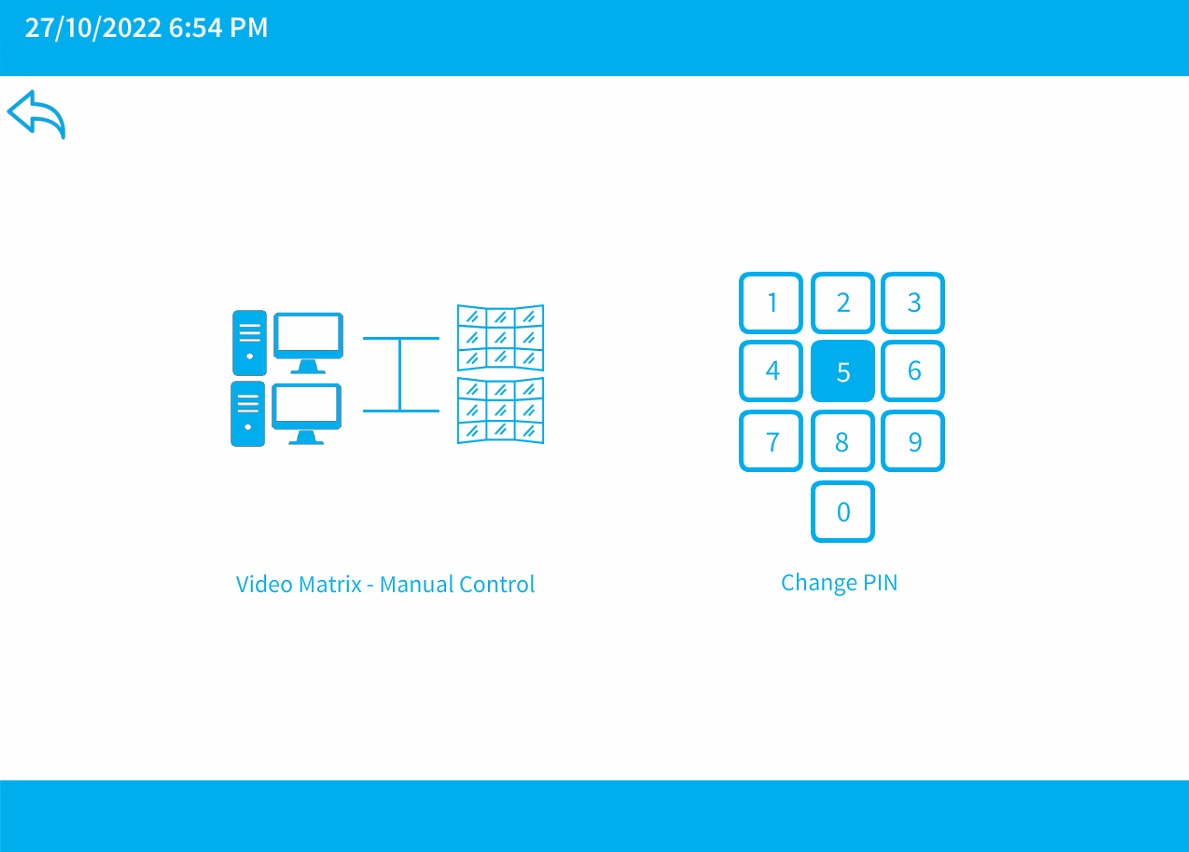 27/10/2022 6:54 PM
1 2 3
4 5 6
7 8 9
0
Video Matrix - Manual Control
Change PIN